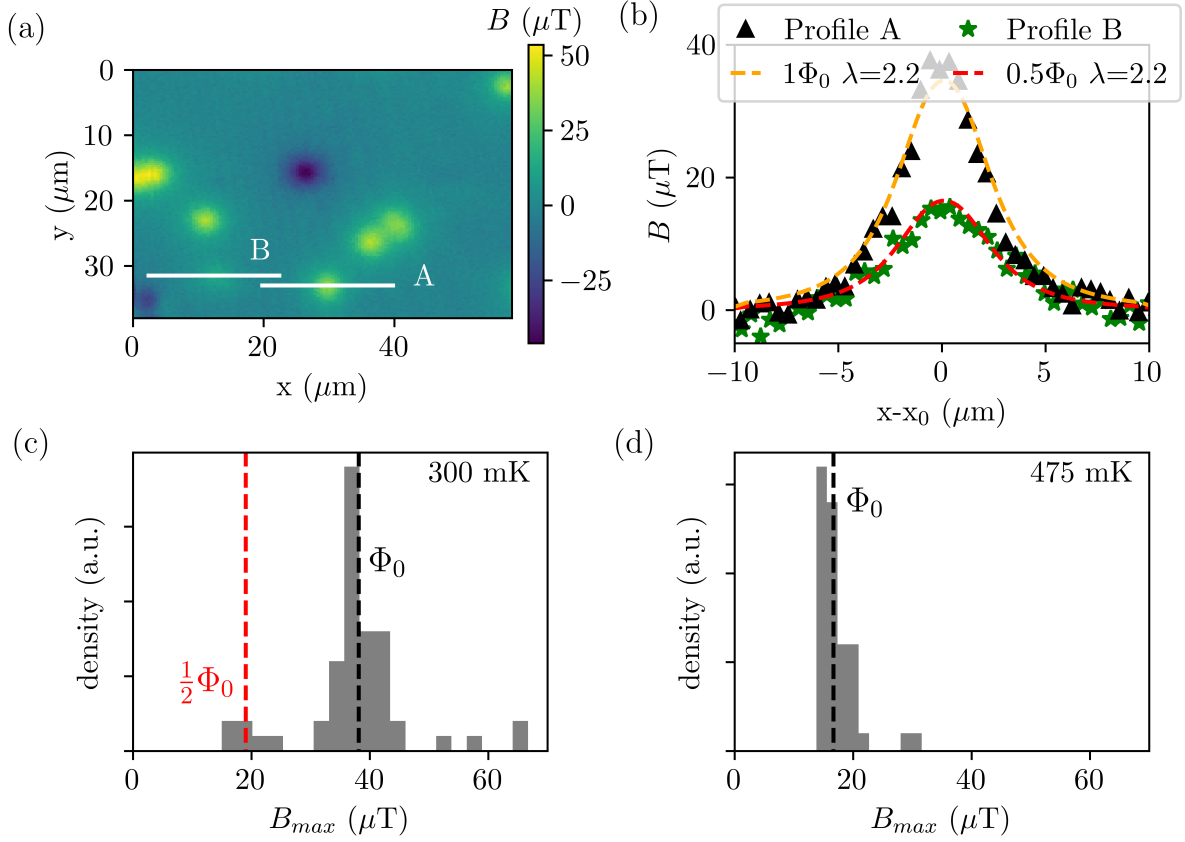 (a)
B (μT)
0
10
20
30
y (μm)
0
20
40
x (μm)
B
A
50
25
0
−25
(b)
Profile A
Profile B
1Φ₀ λ=2.2
0.5Φ₀ λ=2.2
40
20
0
B (μT)
−10
−5
0
5
10
x-x₀ (μm)
(c)
300 mK
Φ₀
½Φ₀
density (a.u.)
0
20
40
60
Bₘₐₓ (μT)
(d)
475 mK
Φ₀
density (a.u.)
0
20
40
60
Bₘₐₓ (μT)